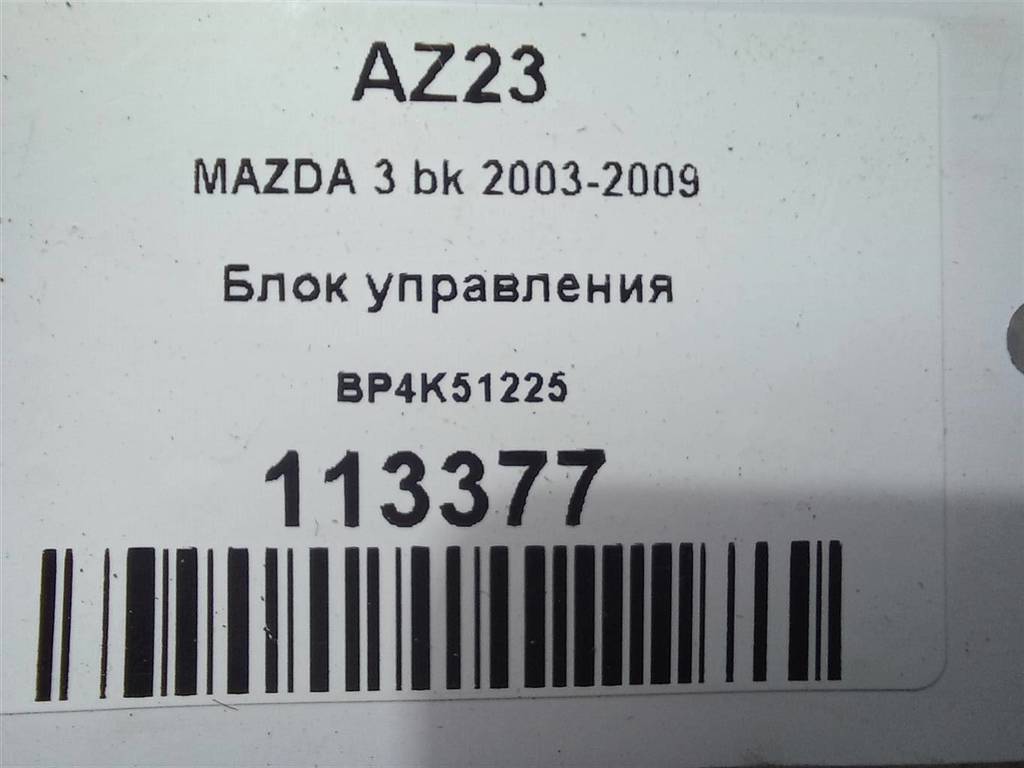 AZ23
MAZDA 3 bk 2003-2009
Блок управления
BP4K51225
113377